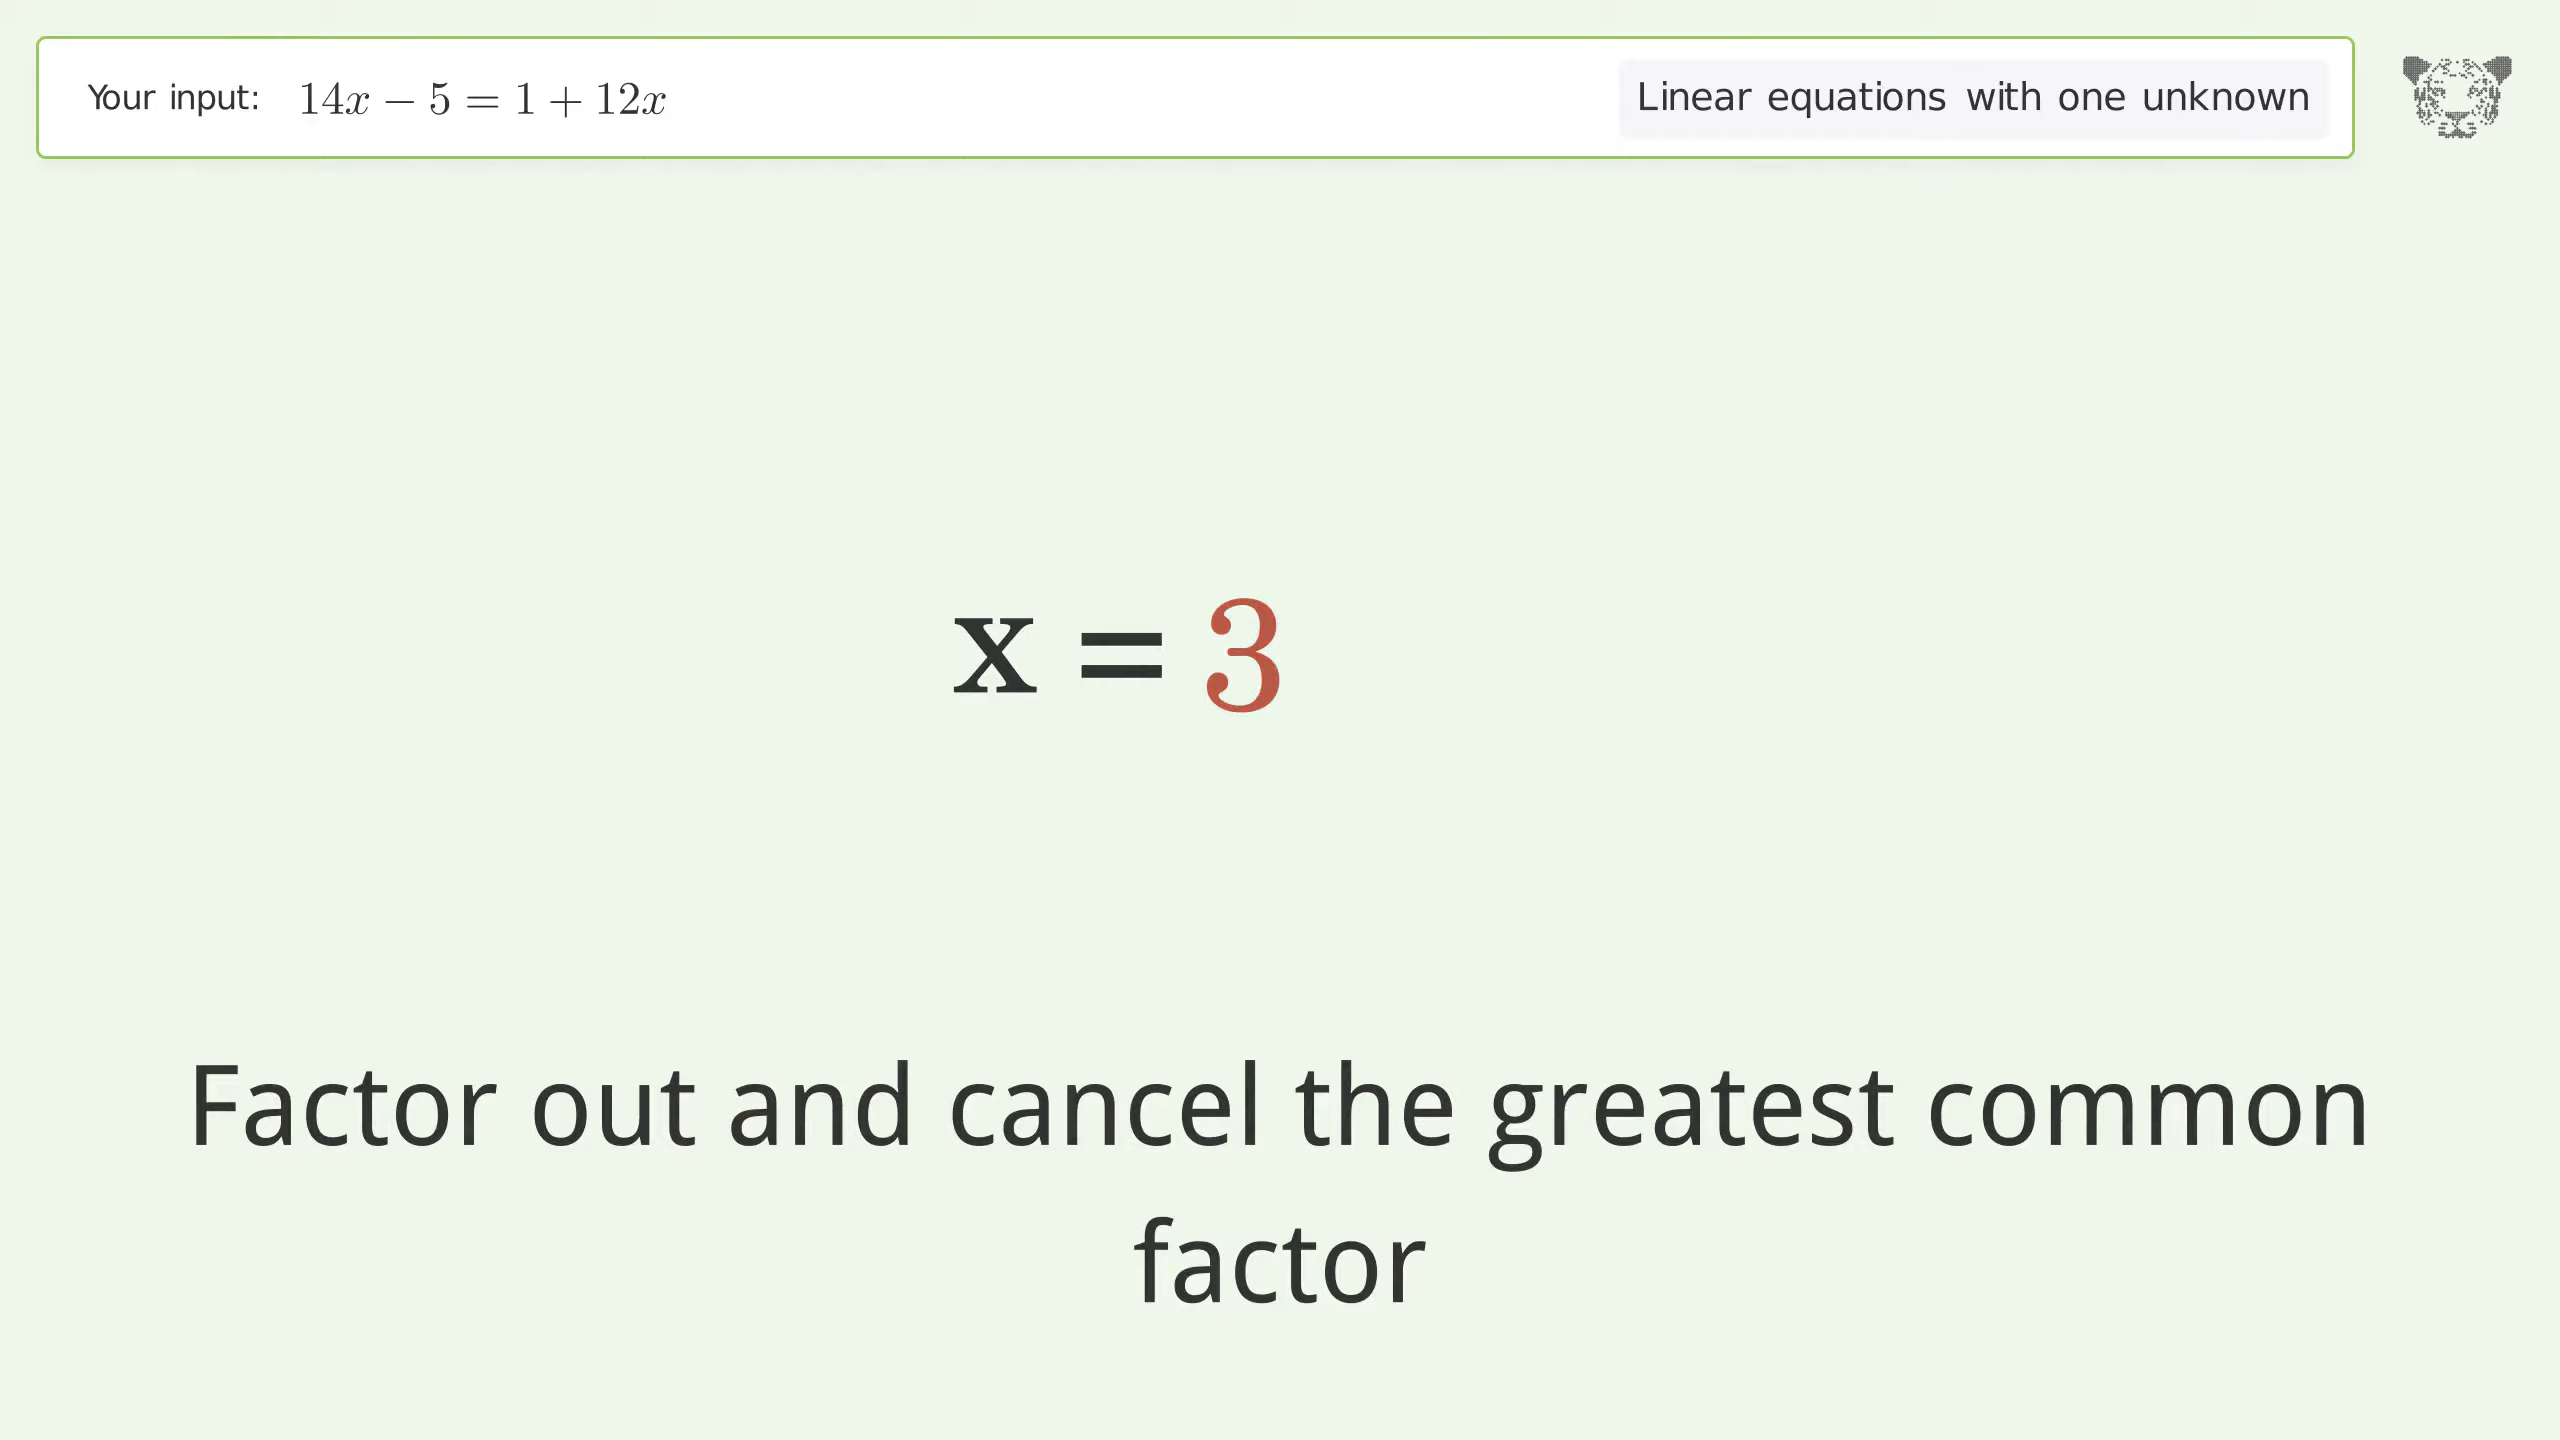 Your input: 14x − 5 = 1 + 12x
Linear equations with one unknown
x = 3
Factor out and cancel the greatest common
factor